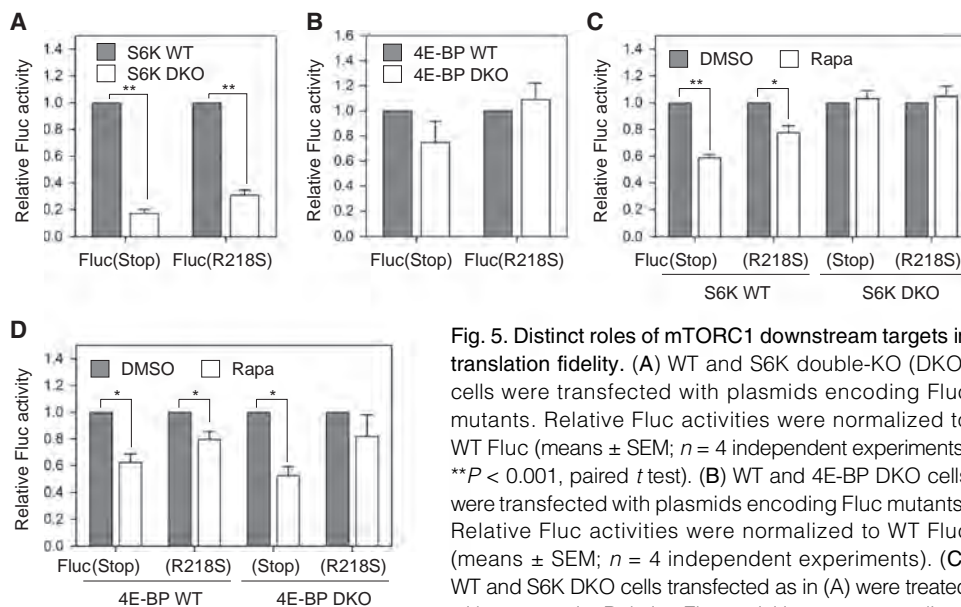 A
S6K WT
S6K DKO
**
**
Relative Fluc activity
1.4
1.2
1.0
0.8
0.6
0.4
0.2
0.0
Fluc(Stop) Fluc(R218S)
B
4E-BP WT
4E-BP DKO
Relative Fluc activity
1.6
1.4
1.2
1.0
0.8
0.6
0.4
0.2
0.0
Fluc(Stop) Fluc(R218S)
C
DMSO Rapa
**
*
Relative Fluc activity
1.4
1.2
1.0
0.8
0.6
0.4
0.2
0.0
Fluc(Stop) (R218S) (Stop) (R218S)
S6K WT S6K DKO
D
DMSO Rapa
*
*
*
Relative Fluc activity
1.4
1.2
1.0
0.8
0.6
0.4
0.2
0.0
Fluc(Stop) (R218S) (Stop) (R218S)
4E-BP WT 4E-BP DKO
Fig. 5. Distinct roles of mTORC1 downstream targets in
translation fidelity. (A) WT and S6K double-KO (DKO
cells were transfected with plasmids encoding Fluc
mutants. Relative Fluc activities were normalized to
WT Fluc (means ± SEM; n = 4 independent experiments
**P < 0.001, paired t test). (B) WT and 4E-BP DKO cells
were transfected with plasmids encoding Fluc mutants
Relative Fluc activities were normalized to WT Fluc
(means ± SEM; n = 4 independent experiments). (C
WT and S6K DKO cells transfected as in (A) were treated